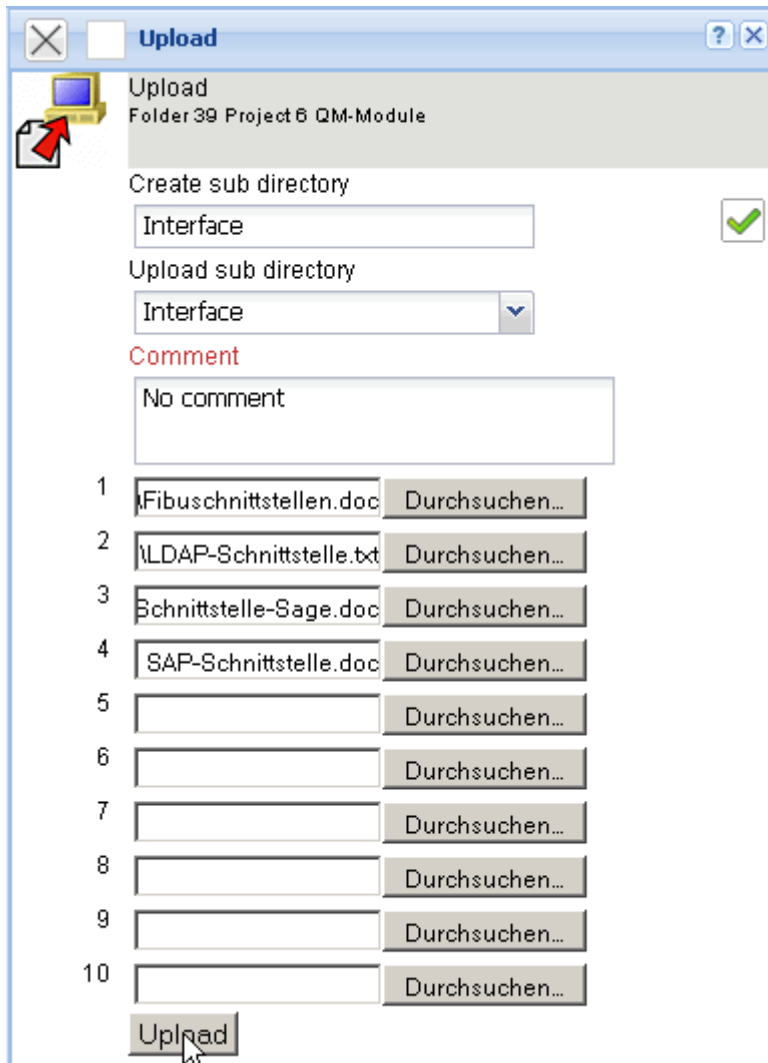 Upload
?
Upload
Folder 39 Project 6 QM-Module
Create sub directory
Interface
Upload sub directory
Interface
Comment
No comment
1 \Fibuschnittstellen.doc Durchsuchen...
2 \LDAP-Schnittstelle.txt Durchsuchen...
3 Schnittstelle-Sage.doc Durchsuchen...
4 SAP-Schnittstelle.doc Durchsuchen...
5 Durchsuchen...
6 Durchsuchen...
7 Durchsuchen...
8 Durchsuchen...
9 Durchsuchen...
10 Durchsuchen...
Upload